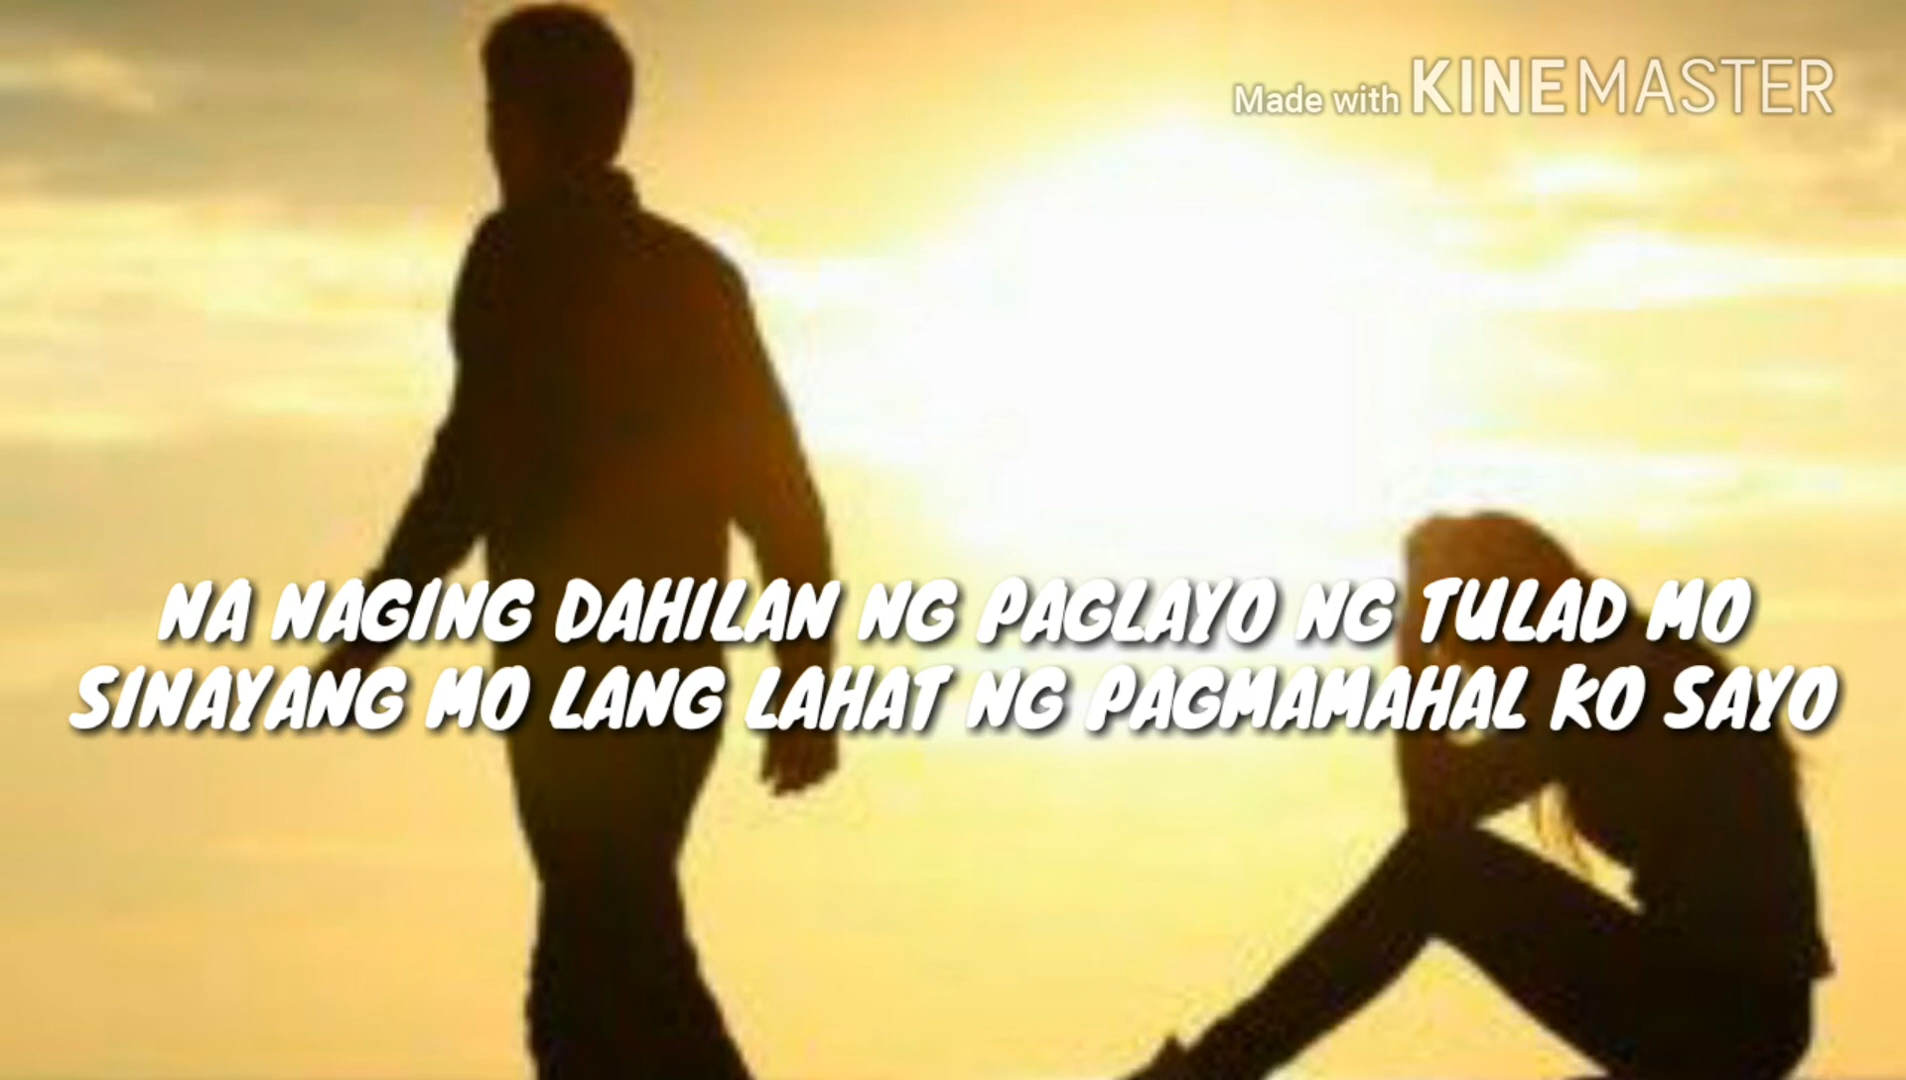 Made with KINEMASTER
NA NAGING DAHILAN NG PAGLAYO NG TULAD MO
SINAYANG MO LANG LAHAT NG PAGMAMAHAL KO SAYO